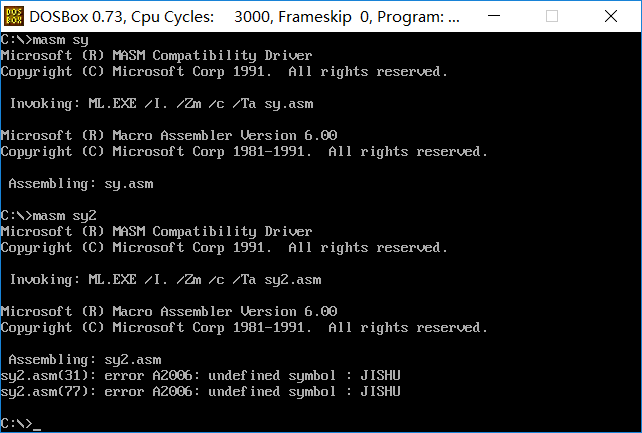 DOS
BOX
DOSBox 0.73, Cpu Cycles: 3000, Frameskip 0, Program: ...
C:\>masm sy
Microsoft (R) MASM Compatibility Driver
Copyright (C) Microsoft Corp 1991.  All rights reserved.
Invoking: ML.EXE /I. /Zm /c /Ta sy.asm
Microsoft (R) Macro Assembler Version 6.00
Copyright (C) Microsoft Corp 1981-1991.  All rights reserved.
Assembling: sy.asm
C:\>masm sy2
Microsoft (R) MASM Compatibility Driver
Copyright (C) Microsoft Corp 1991.  All rights reserved.
Invoking: ML.EXE /I. /Zm /c /Ta sy2.asm
Microsoft (R) Macro Assembler Version 6.00
Copyright (C) Microsoft Corp 1981-1991.  All rights reserved.
Assembling: sy2.asm
sy2.asm(31): error A2006: undefined symbol : JISHU
sy2.asm(77): error A2006: undefined symbol : JISHU
C:\>_